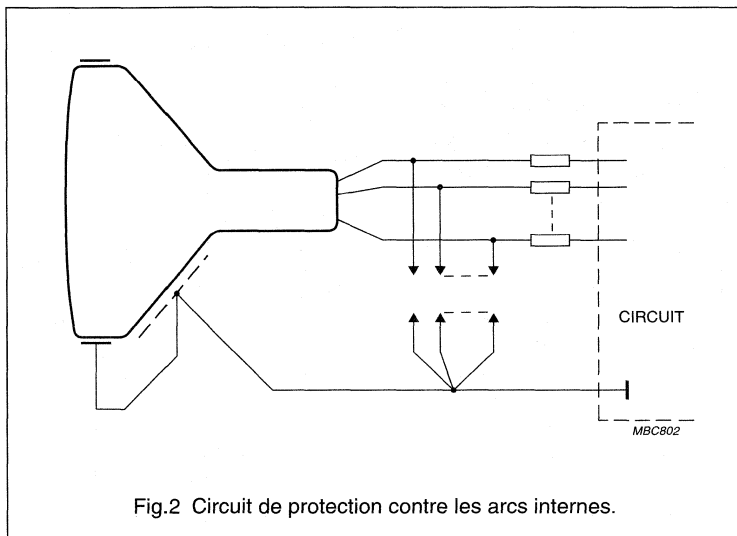 CIRCUIT
MBC802
Fig.2 Circuit de protection contre les arcs internes.